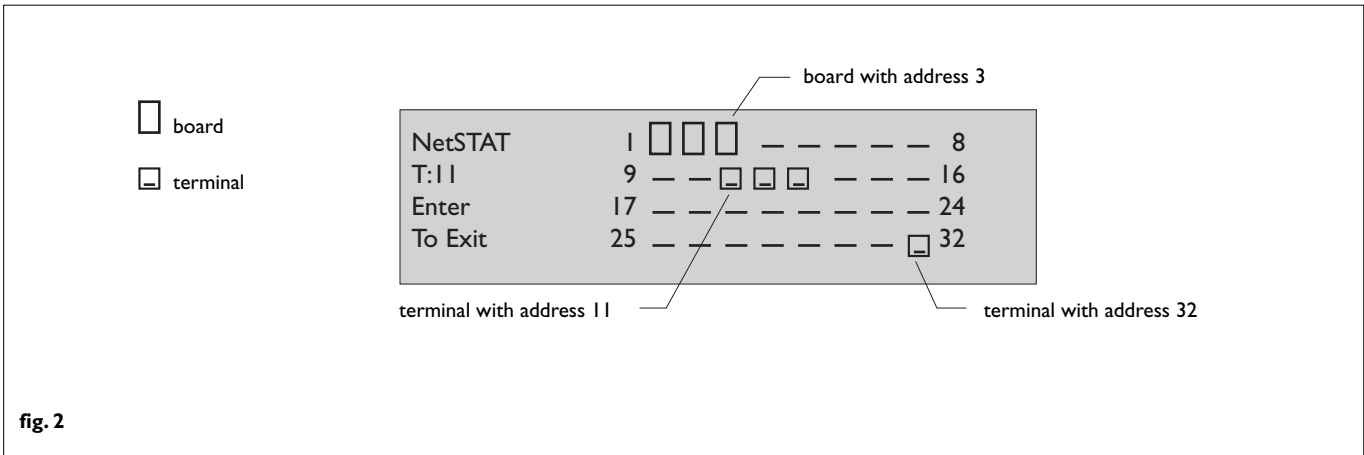 board with address 3
board
terminal
NetSTAT 1 _ _ _ _ _ 8
T:11 9 _ _ _ _ _ _ _ _ 16
Enter 17 _ _ _ _ _ _ _ _ 24
To Exit 25 _ _ _ _ _ _ _ _ 32
terminal with address 11
terminal with address 32
fig. 2